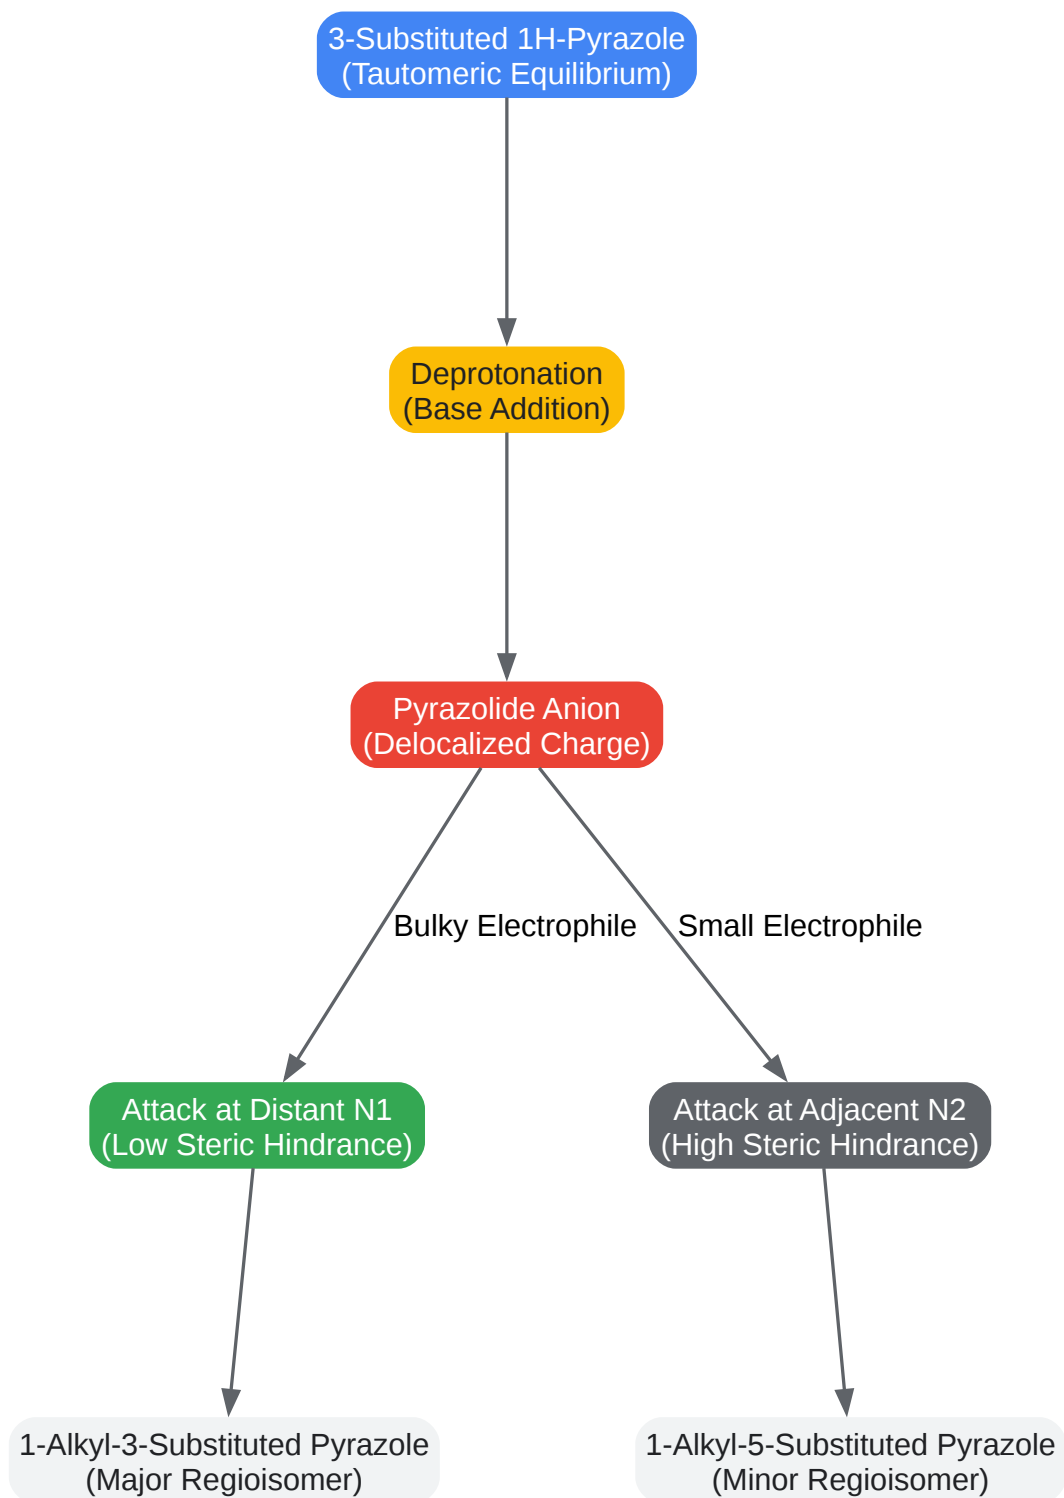 3-Substituted 1H-Pyrazole
(Tautomeric Equilibrium)
Deprotonation
(Base Addition)
Pyrazolide Anion
(Delocalized Charge)
Bulky Electrophile
Small Electrophile
Attack at Distant N1
(Low Steric Hindrance)
Attack at Adjacent N2
(High Steric Hindrance)
1-Alkyl-3-Substituted Pyrazole
(Major Regioisomer)
1-Alkyl-5-Substituted Pyrazole
(Minor Regioisomer)